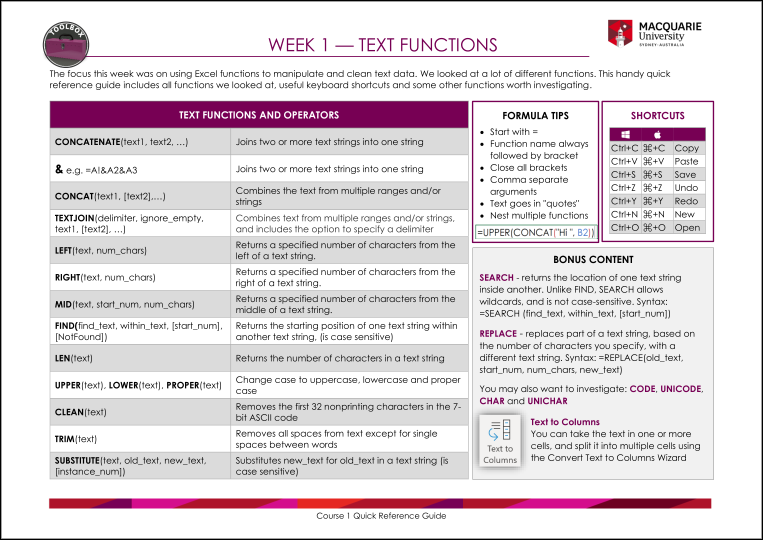 TOOLBOX
WEEK 1 — TEXT FUNCTIONS
MACQUARIE
University
SYDNEY·AUSTRALIA
The focus this week was on using Excel functions to manipulate and clean text data. We looked at a lot of different functions. This handy quick
reference guide includes all functions we looked at, useful keyboard shortcuts and some other functions worth investigating.
TEXT FUNCTIONS AND OPERATORS
CONCATENATE(text1, text2, …) Joins two or more text strings into one string
& e.g. =A1&A2&A3 Joins two or more text strings into one string
CONCAT(text1, [text2],…) Combines the text from multiple ranges and/or
strings
TEXTJOIN(delimiter, ignore_empty, Combines text from multiple ranges and/or strings,
text1, [text2], …) and includes the option to specify a delimiter
LEFT(text, num_chars) Returns a specified number of characters from the
left of a text string.
RIGHT(text, num_chars) Returns a specified number of characters from the
right of a text string.
MID(text, start_num, num_chars) Returns a specified number of characters from the
middle of a text string.
FIND(find_text, within_text, [start_num], Returns the starting position of one text string within
[NotFound]) another text string, (is case sensitive)
LEN(text) Returns the number of characters in a text string
UPPER(text), LOWER(text), PROPER(text) Change case to uppercase, lowercase and proper
case
CLEAN(text) Removes the first 32 nonprinting characters in the 7-
bit ASCII code
TRIM(text) Removes all spaces from text except for single
spaces between words
SUBSTITUTE(text, old_text, new_text, Substitutes new_text for old_text in a text string (is
[instance_num]) case sensitive)
FORMULA TIPS
• Start with =
• Function name always
followed by bracket
• Close all brackets
• Comma separate
arguments
• Text goes in "quotes"
• Nest multiple functions
=UPPER(CONCAT("Hi ", B2))
SHORTCUTS
Ctrl+C ⌘+C Copy
Ctrl+V ⌘+V Paste
Ctrl+S ⌘+S Save
Ctrl+Z ⌘+Z Undo
Ctrl+Y ⌘+Y Redo
Ctrl+N ⌘+N New
Ctrl+O ⌘+O Open
BONUS CONTENT
SEARCH - returns the location of one text string
inside another. Unlike FIND, SEARCH allows
wildcards, and is not case-sensitive. Syntax:
=SEARCH (find_text, within_text, [start_num])
REPLACE - replaces part of a text string, based on
the number of characters you specify, with a
different text string. Syntax: =REPLACE(old_text,
start_num, num_chars, new_text)
You may also want to investigate: CODE, UNICODE,
CHAR and UNICHAR
Text to
Columns
Text to Columns
You can take the text in one or more
cells, and split it into multiple cells using
the Convert Text to Columns Wizard
Course 1 Quick Reference Guide